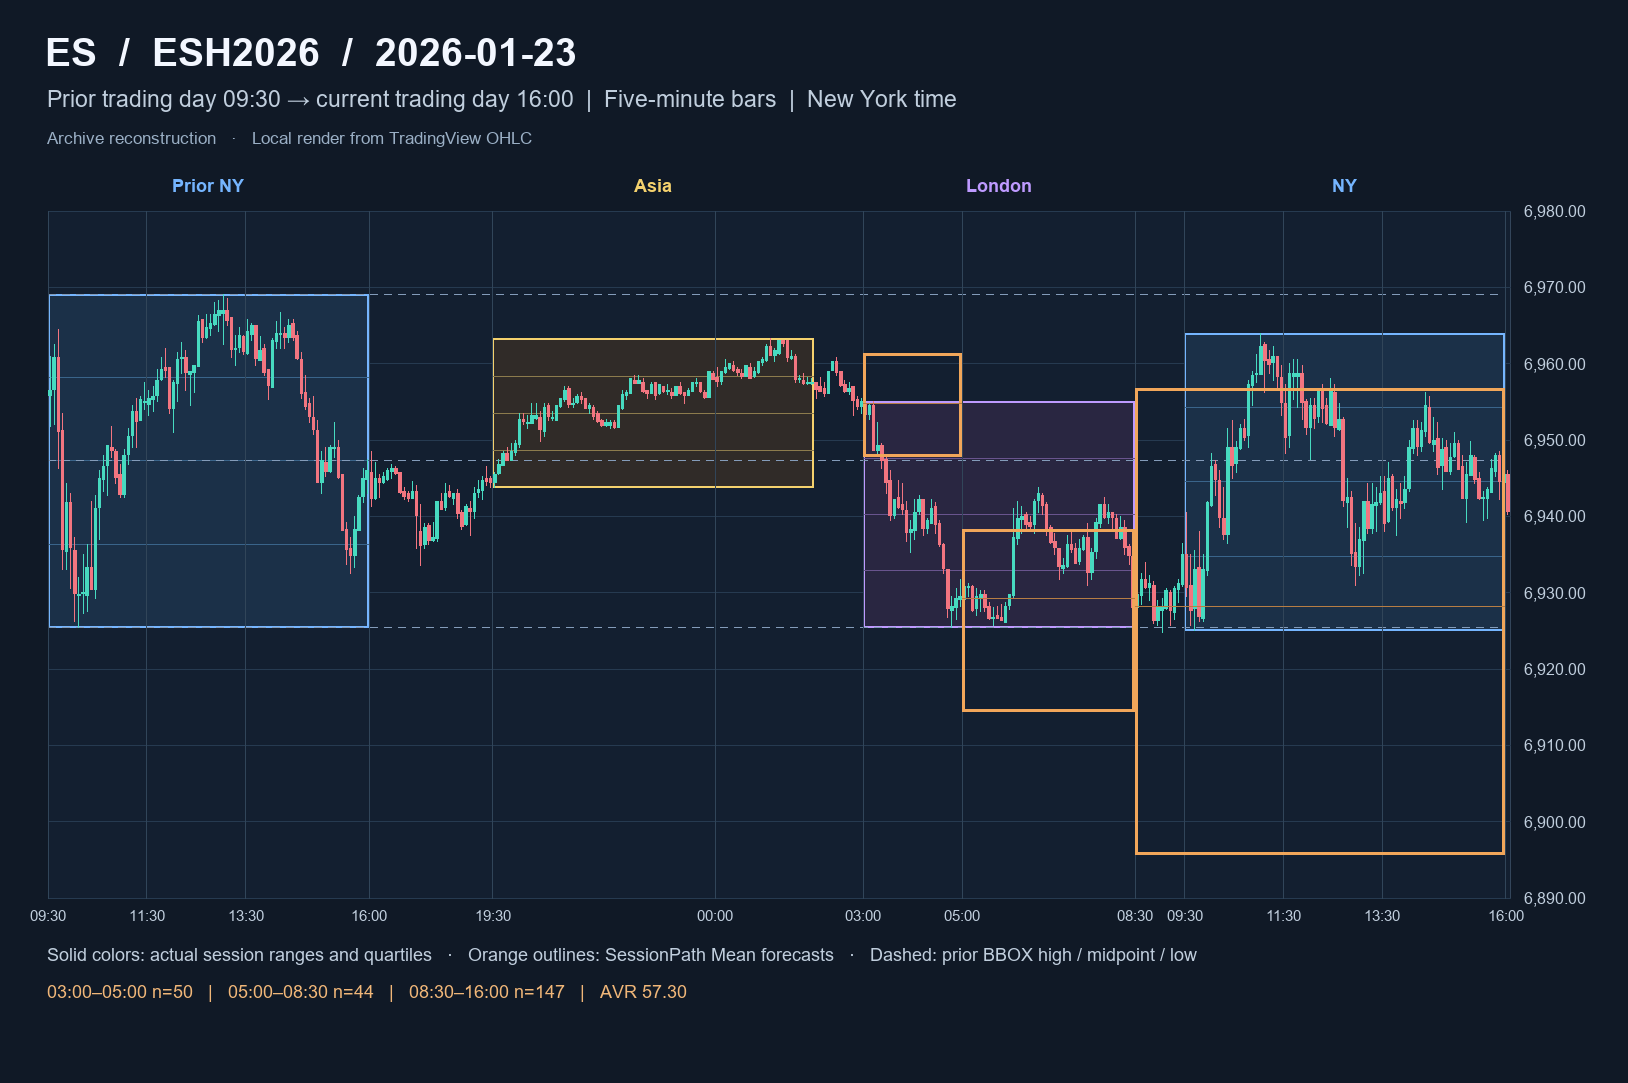 ES / ESH2026 / 2026-01-23
Prior trading day 09:30 → current trading day 16:00 | Five-minute bars | New York time
Archive reconstruction · Local render from TradingView OHLC
Prior NY Asia London NY
6,980.00
6,970.00
6,960.00
6,950.00
6,940.00
6,930.00
6,920.00
6,910.00
6,900.00
6,890.00
09:30 11:30 13:30 16:00 19:30 00:00 03:00 05:00 08:30 09:30 11:30 13:30 16:00
Solid colors: actual session ranges and quartiles · Orange outlines: SessionPath Mean forecasts · Dashed: prior BBOX high / midpoint / low
03:00–05:00 n=50 | 05:00–08:30 n=44 | 08:30–16:00 n=147 | AVR 57.30